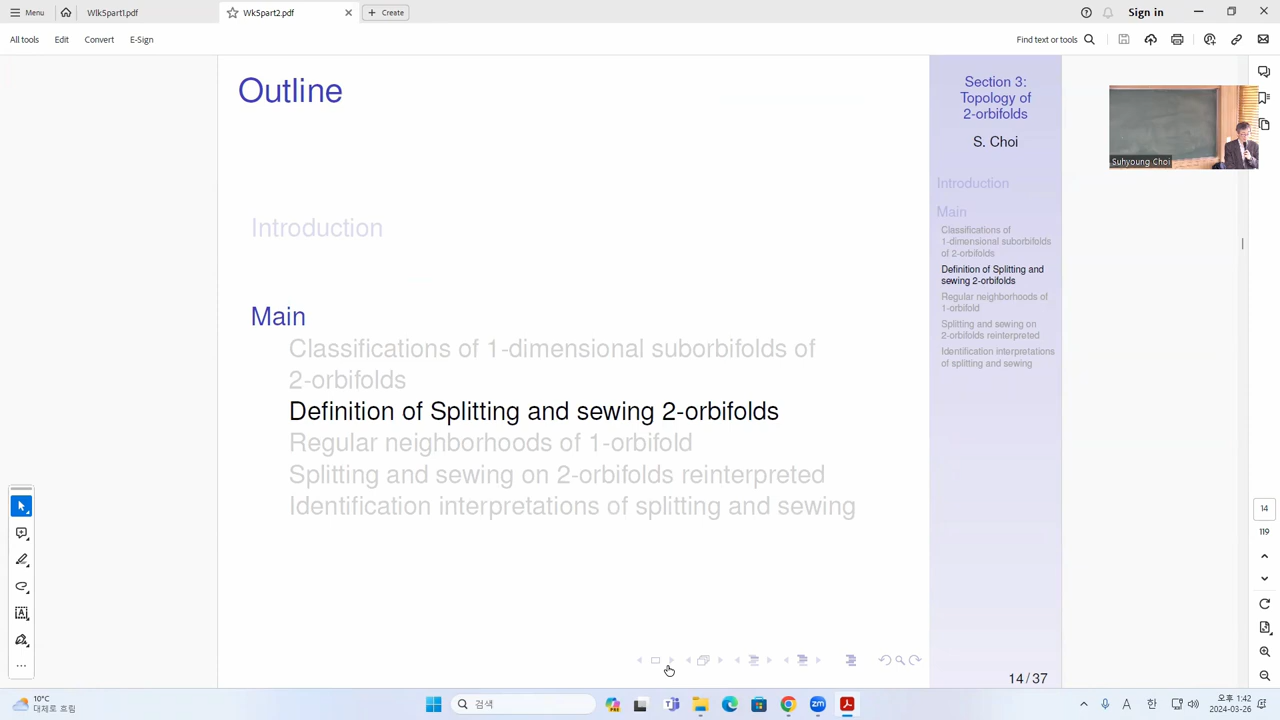 Menu
Wk5part1.pdf
Wk5part2.pdf
Create
Sign in
All tools
Edit
Convert
E-Sign
Find text or tools
Outline
Introduction
Main
Classifications of 1-dimensional suborbifolds of
2-orbifolds
Definition of Splitting and sewing 2-orbifolds
Regular neighborhoods of 1-orbifold
Splitting and sewing on 2-orbifolds reinterpreted
Identification interpretations of splitting and sewing
Section 3:
Topology of
2-orbifolds
S. Choi
Introduction
Main
Classifications of
1-dimensional suborbifolds
of 2-orbifolds
Definition of Splitting and
sewing 2-orbifolds
Regular neighborhoods of
1-orbifold
Splitting and sewing on
2-orbifolds reinterpreted
Identification interpretations
of splitting and sewing
14 / 37
Suhyoung Choi
14
119
10°C
대체로 흐림
검색
A
한
오후 1:42
2024-03-26